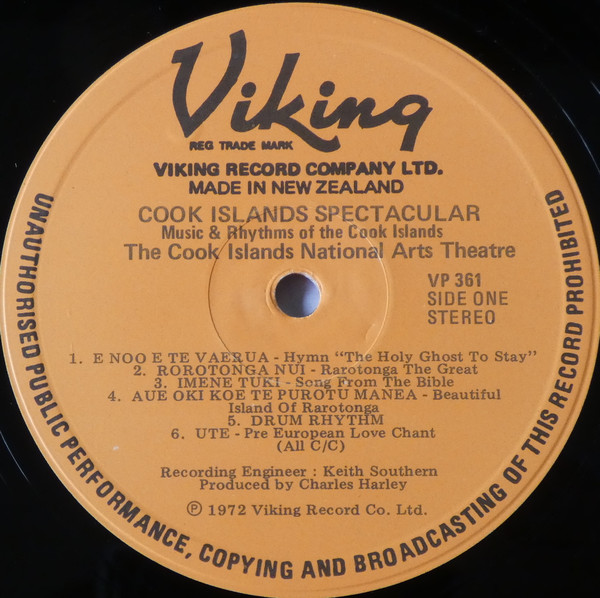 Viking
REG TRADE MARK
VIKING RECORD COMPANY LTD.
MADE IN NEW ZEALAND
COOK ISLANDS SPECTACULAR
Music & Rhythms of the Cook Islands
The Cook Islands National Arts Theatre
VP 361
SIDE ONE
STEREO
1. E NOO E TE VAERUA - Hymn "The Holy Ghost To Stay"
2. ROROTONGA NUI - Rarotonga The Great
3. IMENE TUKI - Song From The Bible
4. AUE OKI KOE TE PUROTU MANEA - Beautiful
Island Of Rarotonga
5. DRUM RHYTHM
6. UTE - Pre European Love Chant
(All C/C)
Recording Engineer : Keith Southern
Produced by Charles Harley
℗ 1972 Viking Record Co. Ltd.
UNAUTHORISED PUBLIC PERFORMANCE, COPYING AND BROADCASTING OF THIS RECORD PROHIBITED